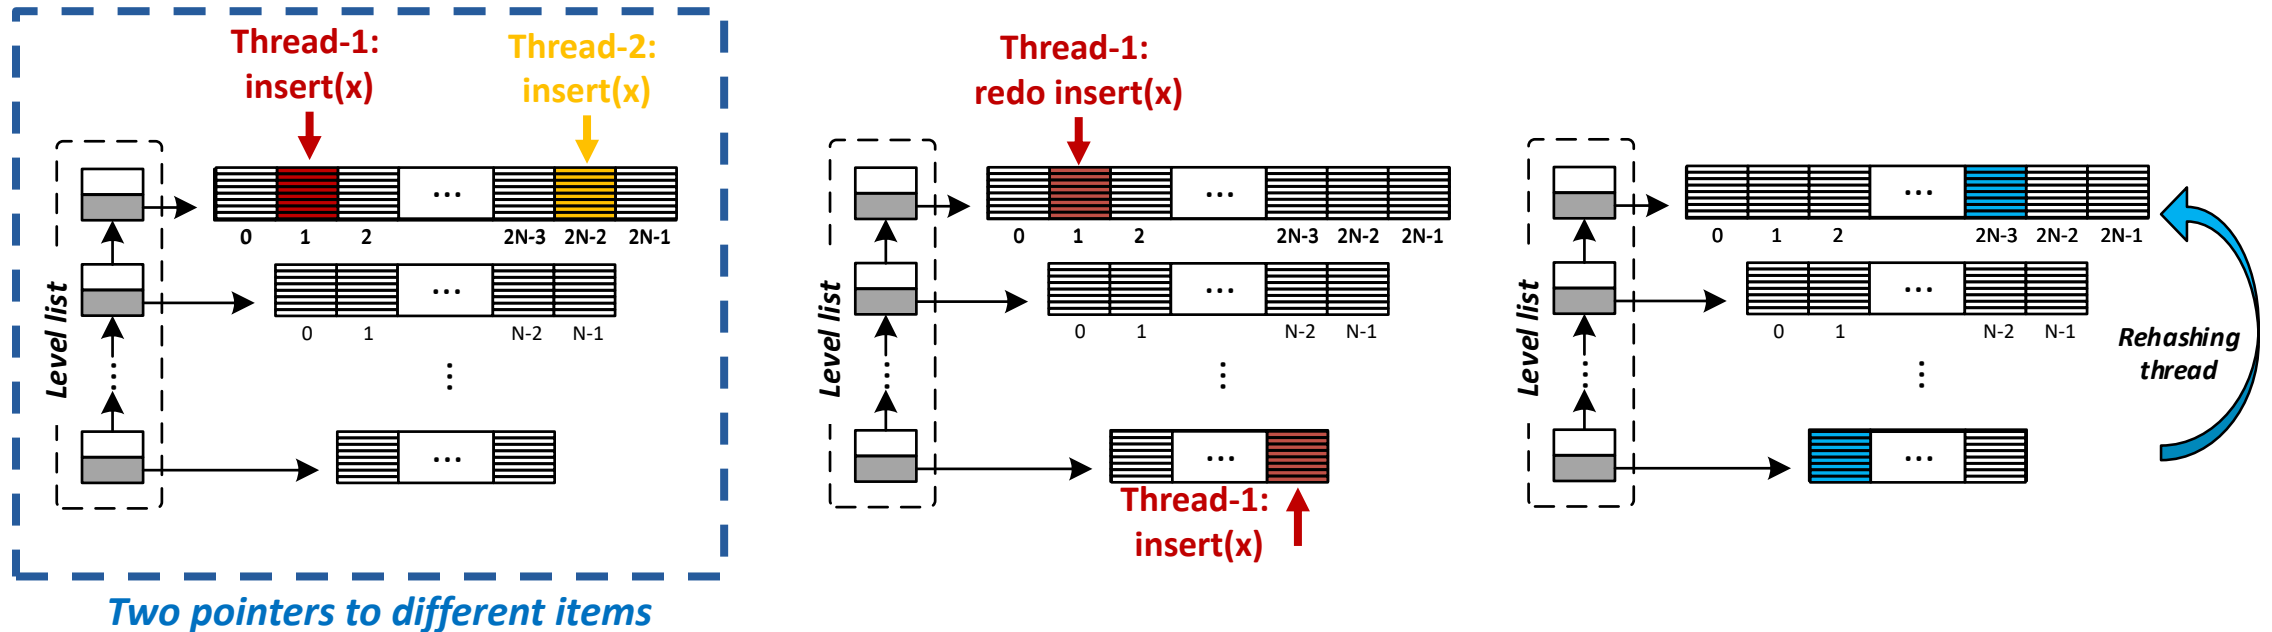 Thread-1:
insert(x)
Thread-2:
insert(x)
Level list
...
0 1 2 2N-3 2N-2 2N-1
...
0 1 N-2 N-1
...
...
Two pointers to different items
Thread-1:
redo insert(x)
Level list
...
0 1 2 2N-3 2N-2 2N-1
...
0 1 N-2 N-1
...
...
Thread-1:
insert(x)
Level list
...
0 1 2 2N-3 2N-2 2N-1
...
0 1 N-2 N-1
...
...
Rehashing
thread